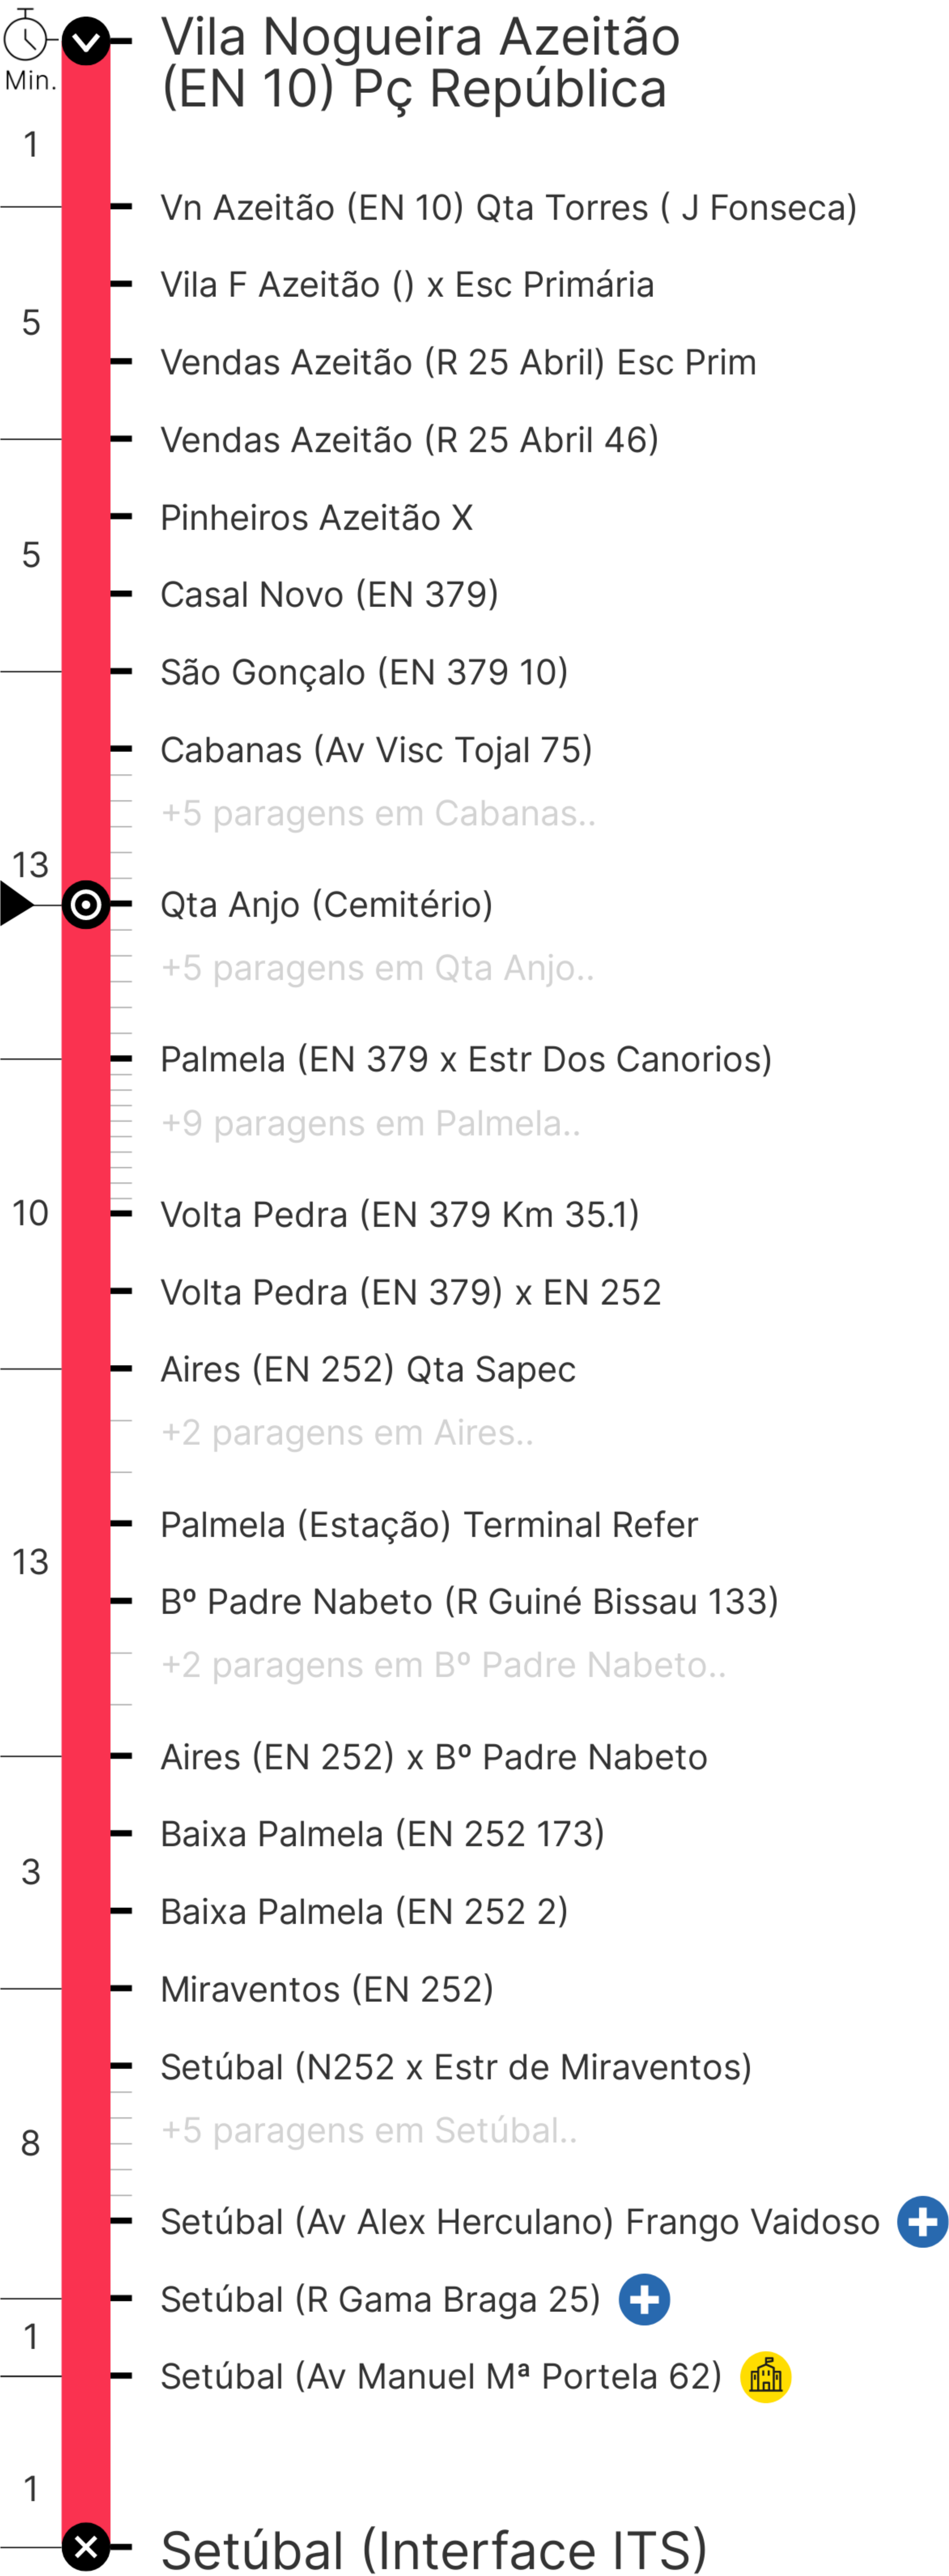 Vila Nogueira Azeitão
(EN 10) Pç República
Min.
1
Vn Azeitão (EN 10) Qta Torres ( J Fonseca)
Vila F Azeitão () x Esc Primária
5
Vendas Azeitão (R 25 Abril) Esc Prim
Vendas Azeitão (R 25 Abril 46)
Pinheiros Azeitão X
5
Casal Novo (EN 379)
São Gonçalo (EN 379 10)
Cabanas (Av Visc Tojal 75)
+5 paragens em Cabanas..
13
Qta Anjo (Cemitério)
+5 paragens em Qta Anjo..
Palmela (EN 379 x Estr Dos Canorios)
+9 paragens em Palmela..
10
Volta Pedra (EN 379 Km 35.1)
Volta Pedra (EN 379) x EN 252
Aires (EN 252) Qta Sapec
+2 paragens em Aires..
Palmela (Estação) Terminal Refer
13
Bº Padre Nabeto (R Guiné Bissau 133)
+2 paragens em Bº Padre Nabeto..
Aires (EN 252) x Bº Padre Nabeto
Baixa Palmela (EN 252 173)
3
Baixa Palmela (EN 252 2)
Miraventos (EN 252)
Setúbal (N252 x Estr de Miraventos)
+5 paragens em Setúbal..
8
Setúbal (Av Alex Herculano) Frango Vaidoso
Setúbal (R Gama Braga 25)
1
Setúbal (Av Manuel Mª Portela 62)
1
Setúbal (Interface ITS)